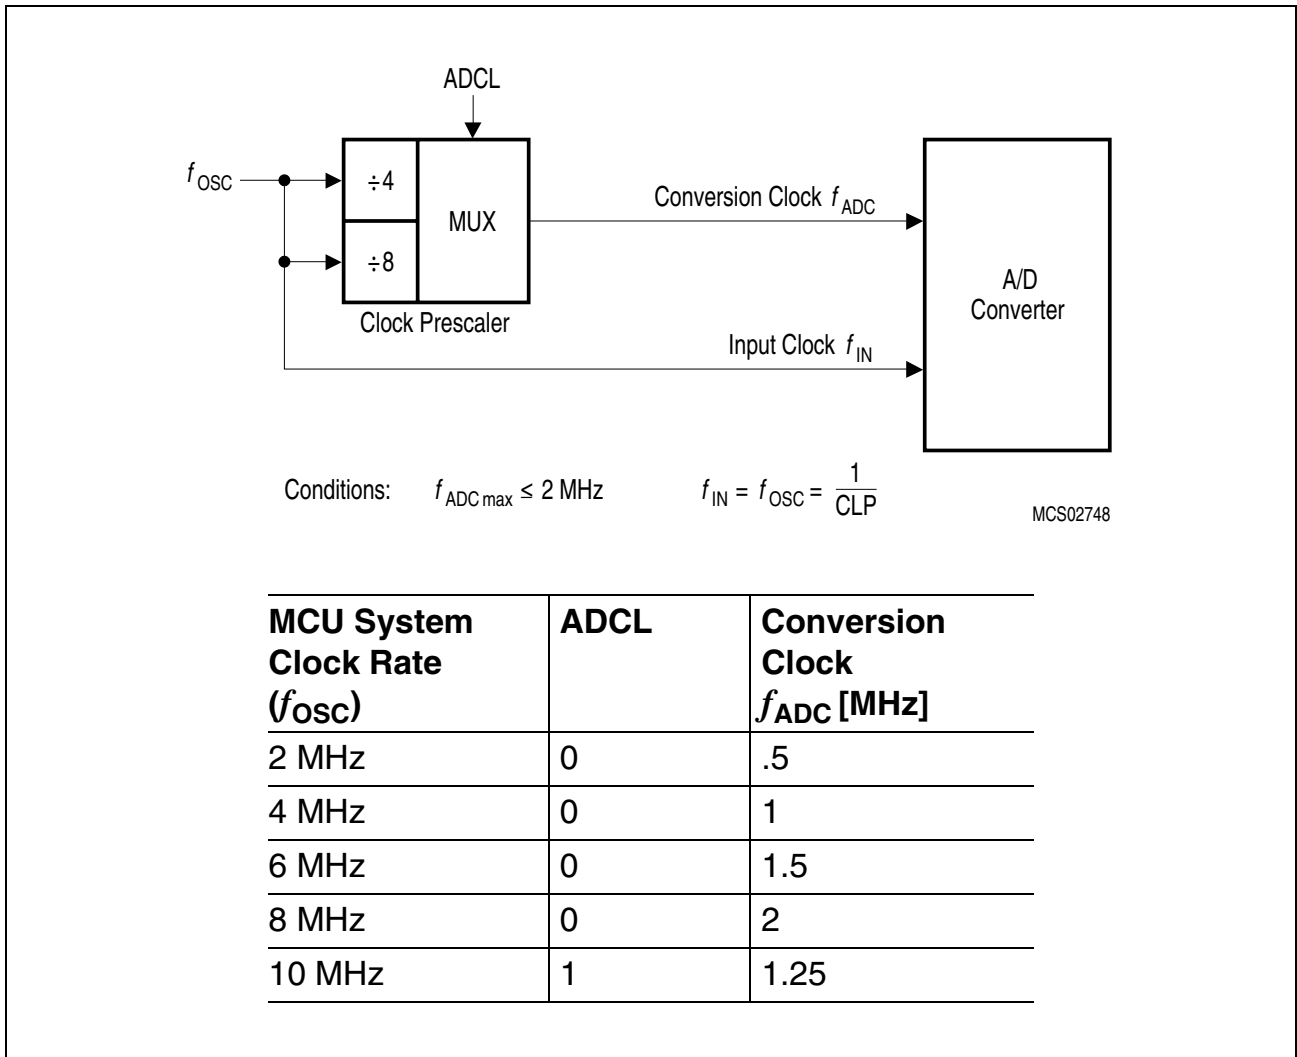 ADCL
f OSC
÷4
MUX
÷8
Clock Prescaler
Conversion Clock f ADC
Input Clock f IN
A/D
Converter
Conditions: f ADC max ≤ 2 MHz f IN = f OSC = 1 / CLP
MCS02748
MCU System Clock Rate (fOSC) | ADCL | Conversion Clock fADC [MHz]
2 MHz | 0 | .5
4 MHz | 0 | 1
6 MHz | 0 | 1.5
8 MHz | 0 | 2
10 MHz | 1 | 1.25